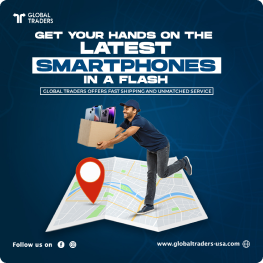 GLOBAL
TRADERS
GET YOUR HANDS ON THE
LATEST
SMARTPHONES
IN A FLASH
GLOBAL TRADERS OFFERS FAST SHIPPING AND UNMATCHED SERVICE
Follow us on
www.globaltraders-usa.com